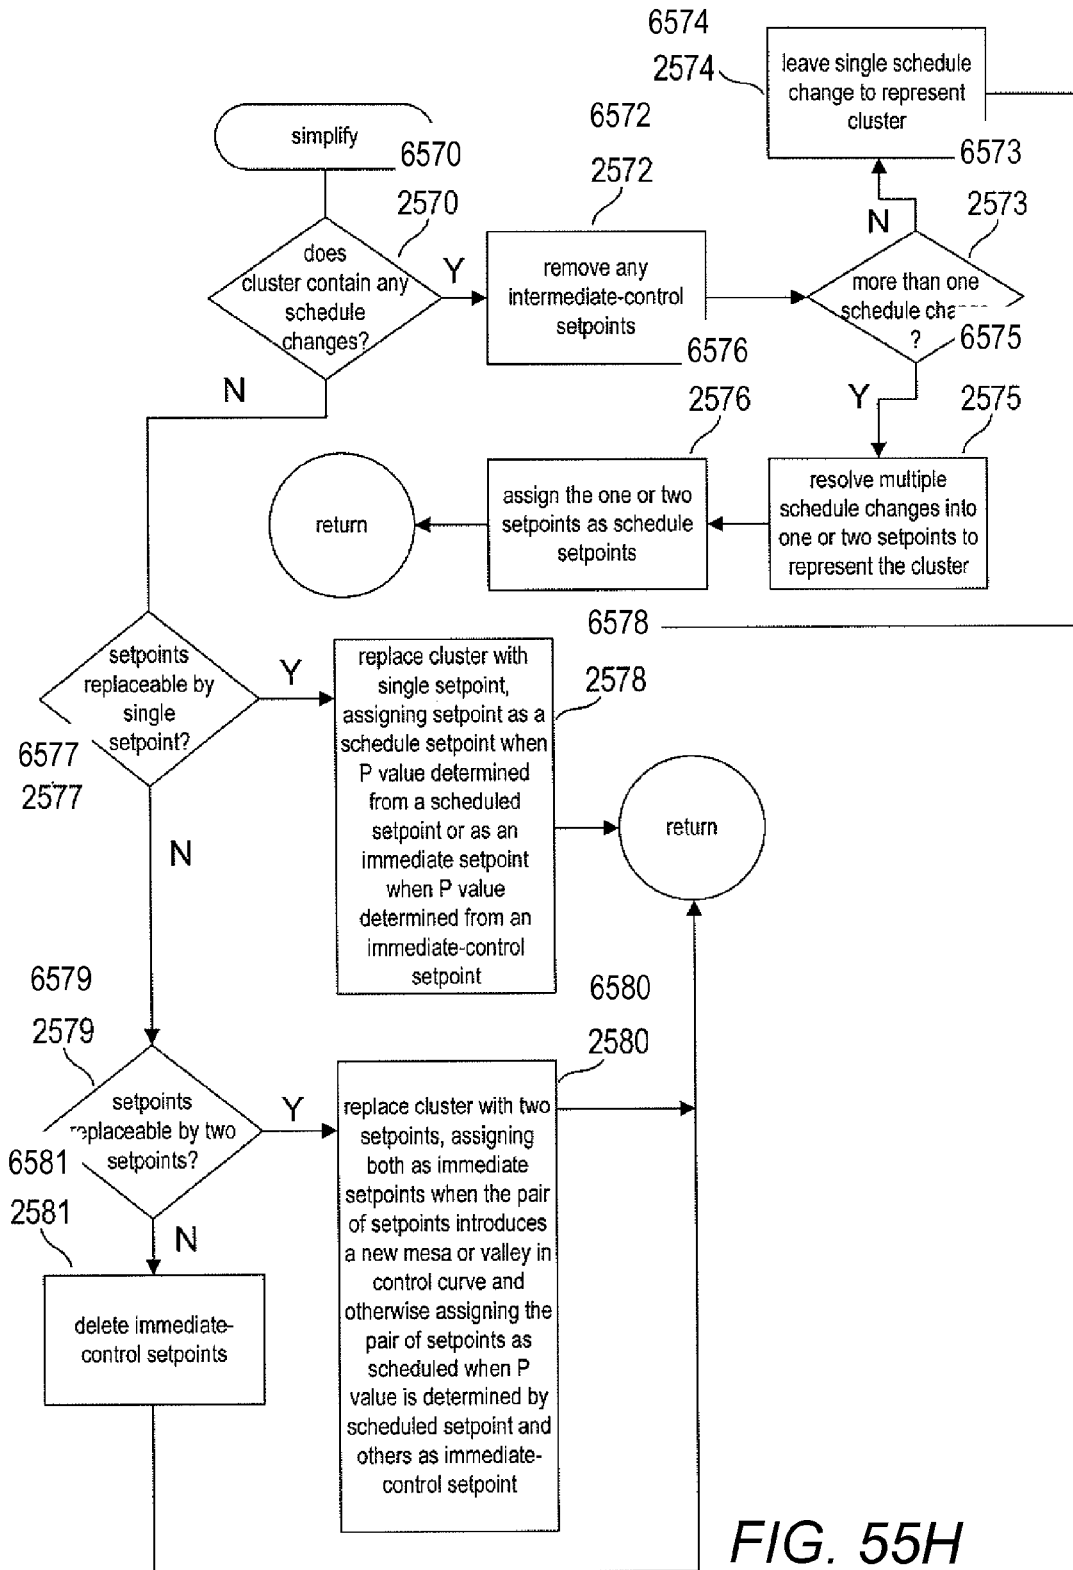 6574
2574
leave single schedule
change to represent
cluster
simplify
6570
2570
6572
2572
6573
2573
does
cluster contain any
schedule
changes?
Y
remove any
intermediate-control
setpoints
6576
2576
N
more than one
schedule
?
6575
2575
N
Y
return
assign the one or two
setpoints as schedule
setpoints
resolve multiple
schedule changes into
one or two setpoints to
represent the cluster
setpoints
replaceable by
single
setpoint?
6577
2577
Y
6578
2578
replace cluster with
single setpoint,
assigning setpoint as a
schedule setpoint when
P value determined
from a scheduled
setpoint or as an
immediate setpoint
when P value
determined from an
immediate-control
setpoint
return
N
6579
2579
setpoints
replaceable by two
setpoints?
6581
2581
Y
6580
2580
replace cluster with two
setpoints, assigning
both as immediate
setpoints when the pair
of setpoints introduces
a new mesa or valley in
control curve and
otherwise assigning the
pair of setpoints as
scheduled when P
value is determined by
scheduled setpoint and
others as immediate-
control setpoint
N
delete immediate-
control setpoints
FIG. 55H